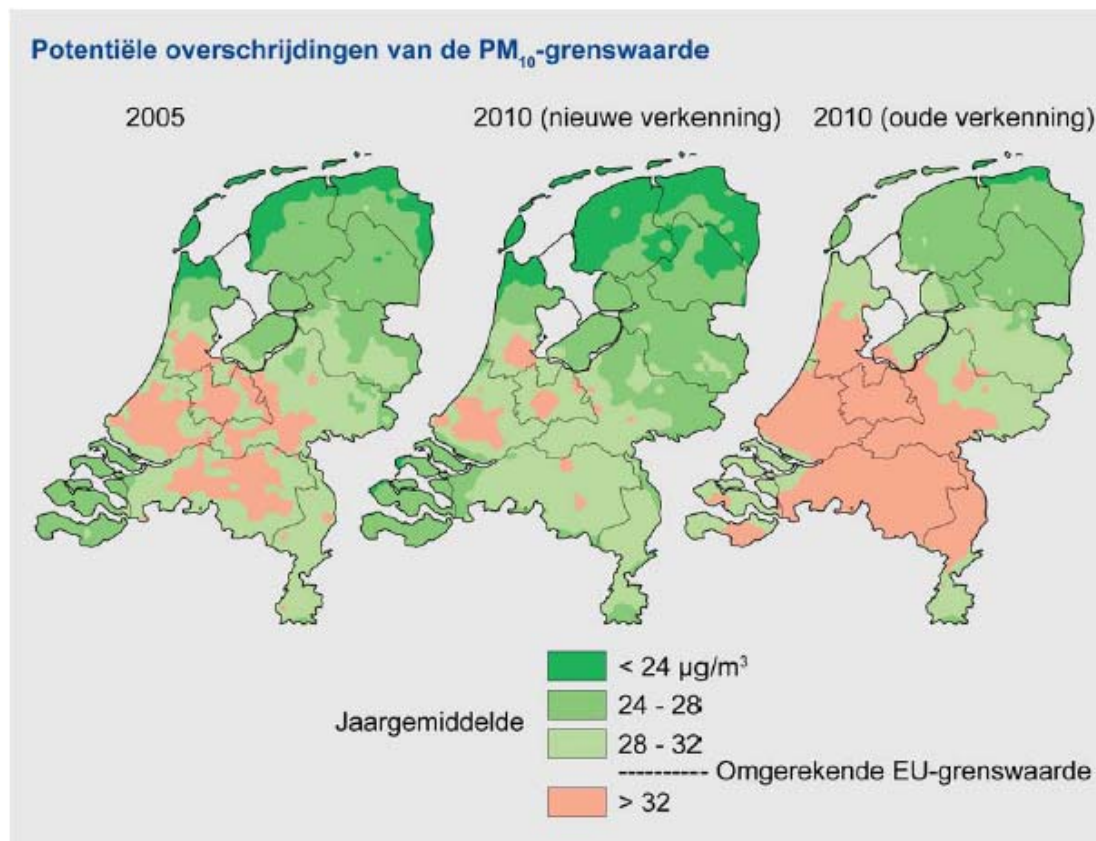 Potentiële overschrijdingen van de PM₁₀-grenswaarde
2005
2010 (nieuwe verkenning)
2010 (oude verkenning)
Jaargemiddelde
< 24 µg/m³
24 - 28
28 - 32
---------- Omgerekende EU-grenswaarde
> 32